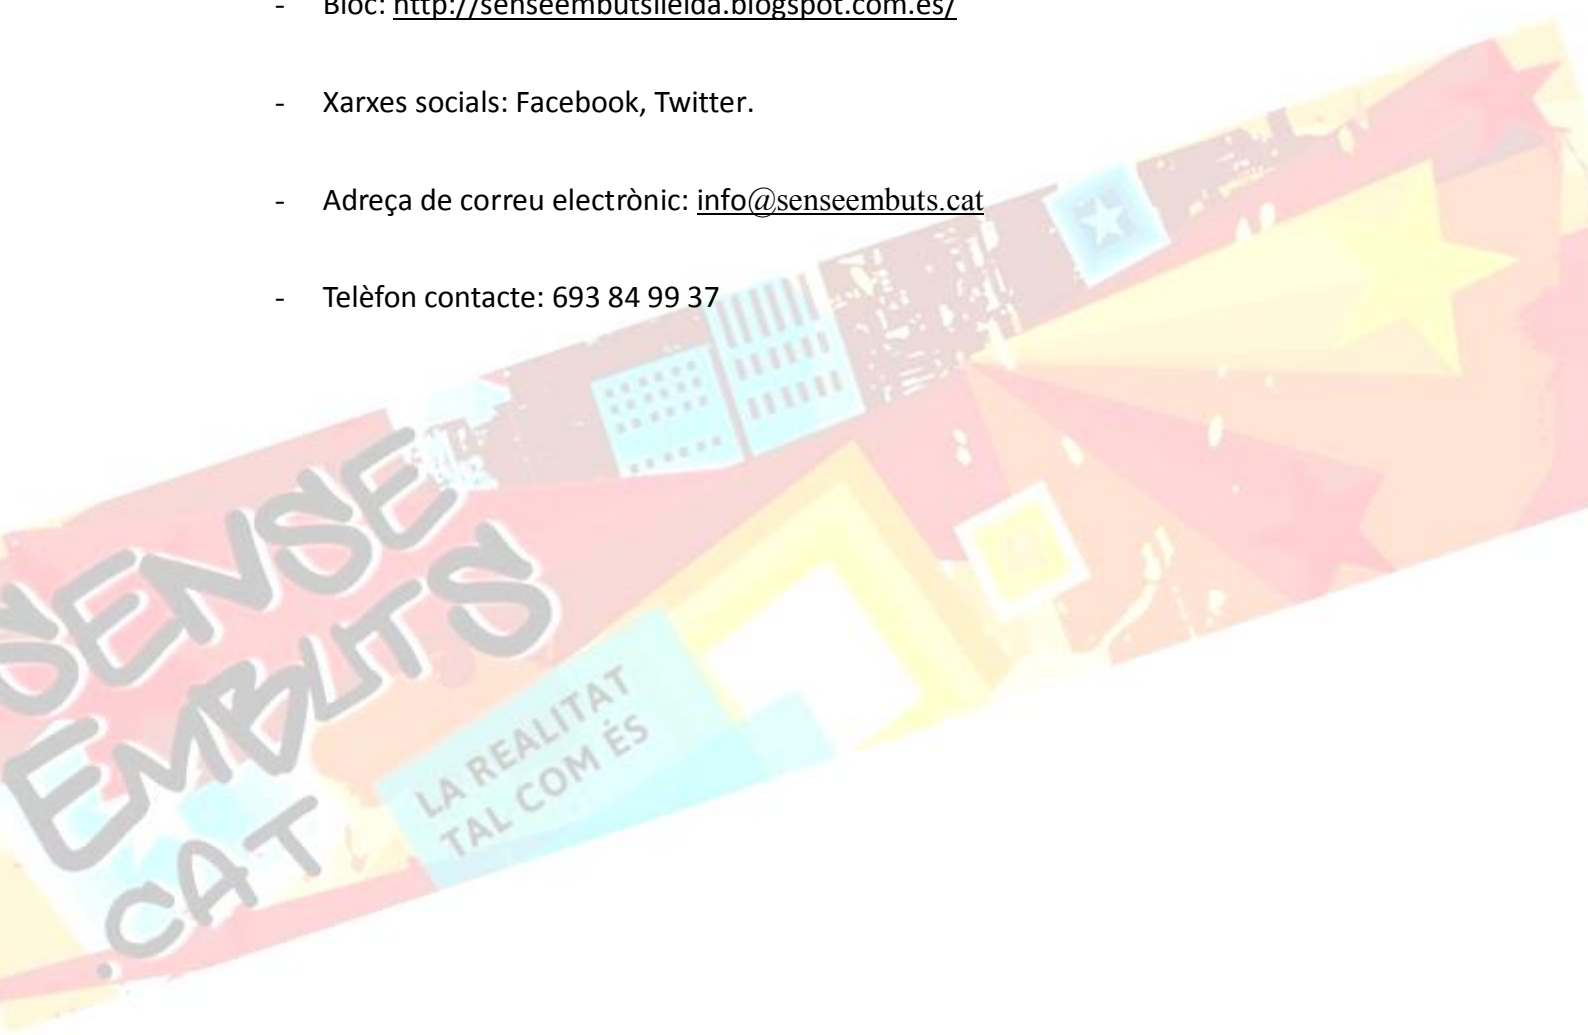 - Bloc: http://senseembutslleida.blogspot.com.es/
- Xarxes socials: Facebook, Twitter.
- Adreça de correu electrònic: info@senseembuts.cat
- Telèfon contacte: 693 84 99 37
SENSE
EMBUTS
.CAT
LA REALITAT
TAL COM ÉS